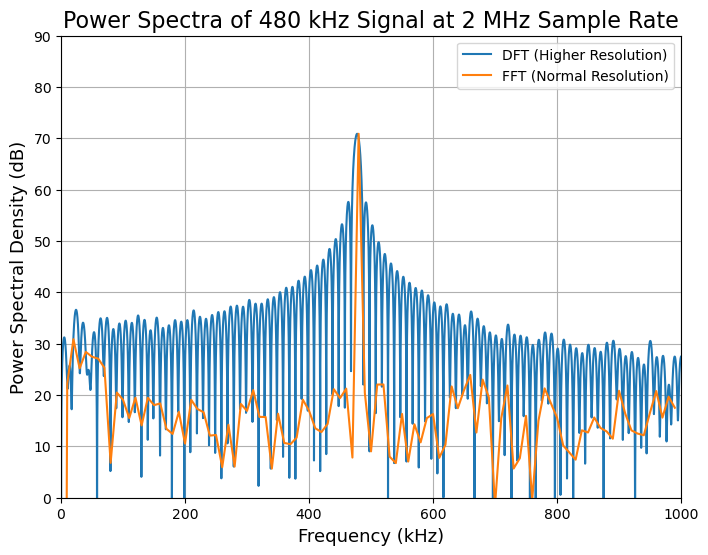 Power Spectra of 480 kHz Signal at 2 MHz Sample Rate
DFT (Higher Resolution)
FFT (Normal Resolution)
Power Spectral Density (dB)
90
80
70
60
50
40
30
20
10
0
0 200 400 600 800 1000
Frequency (kHz)